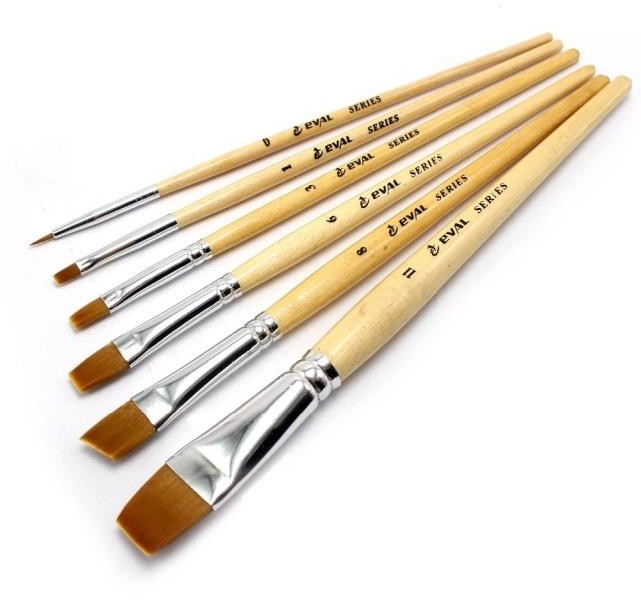 0 EVAL SERIES
1 EVAL SERIES
3 EVAL SERIES
6 EVAL SERIES
8 EVAL SERIES
11 EVAL SERIES